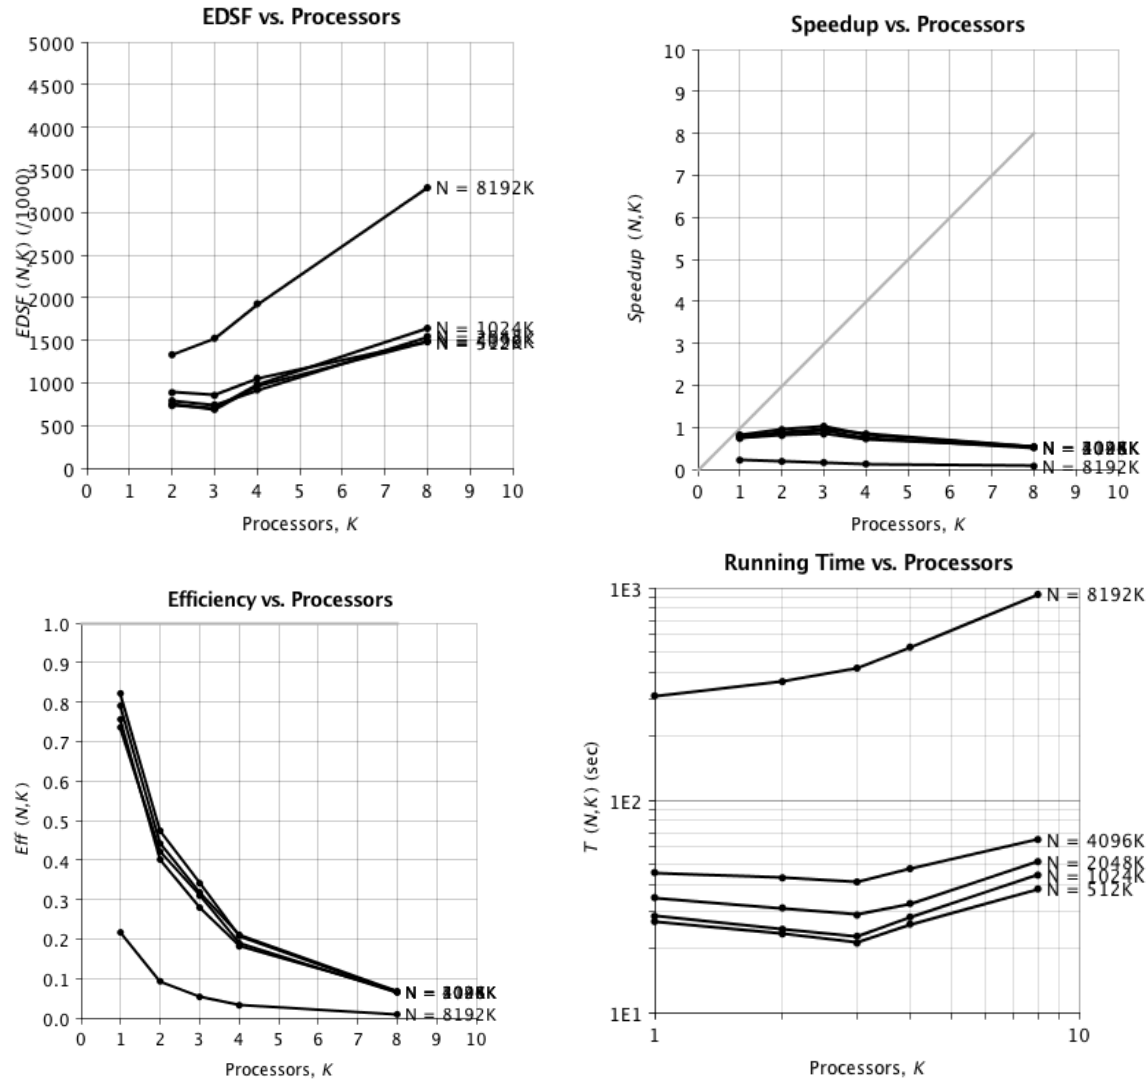 EDSF vs. Processors
5000
4500
4000
3500
3000
2500
2000
1500
1000
500
0
EDSF (N,K) (/1000)
N = 8192K
N = 1024K
N = 512K
0 1 2 3 4 5 6 7 8 9 10
Processors, K
Speedup vs. Processors
10
9
8
7
6
5
4
3
2
1
0
Speedup (N,K)
N =
N = 8192K
0 1 2 3 4 5 6 7 8 9 10
Processors, K
Efficiency vs. Processors
1.0
0.9
0.8
0.7
0.6
0.5
0.4
0.3
0.2
0.1
0.0
Eff (N,K)
N =
N = 8192K
0 1 2 3 4 5 6 7 8 9 10
Processors, K
Running Time vs. Processors
1E3
1E2
1E1
T (N,K) (sec)
N = 8192K
N = 4096K
N = 2048K
N = 1024K
N = 512K
1 10
Processors, K